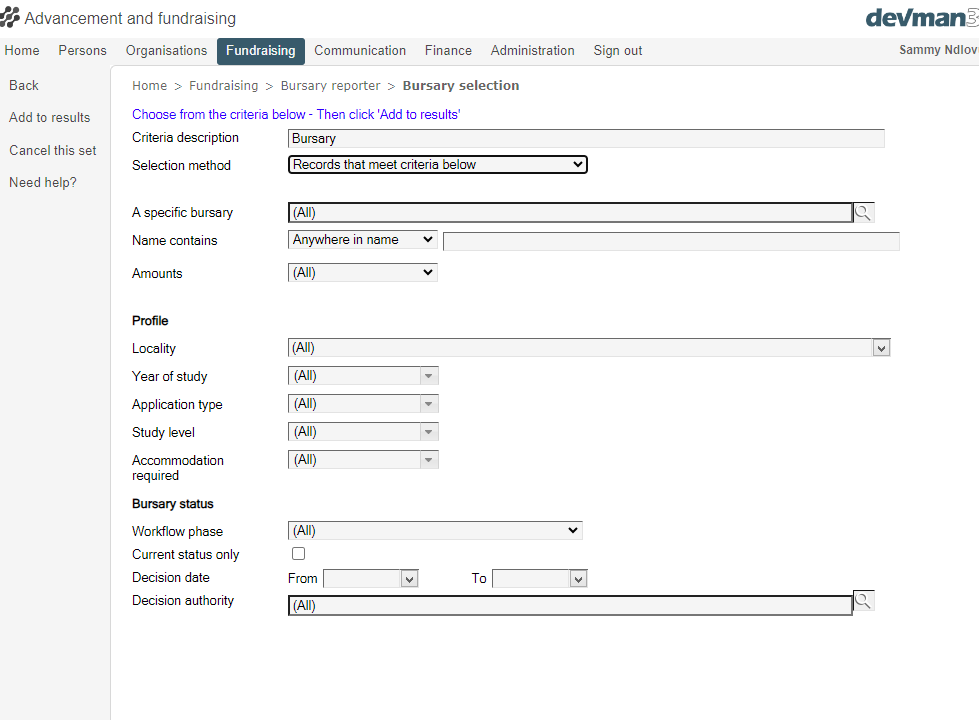 Advancement and fundraising
devman3
Home Persons Organisations Fundraising Communication Finance Administration Sign out
Back
Home > Fundraising > Bursary reporter > Bursary selection
Add to results
Choose from the criteria below - Then click 'Add to results'
Criteria description Bursary
Cancel this set
Selection method Records that meet criteria below
Need help?
A specific bursary (All)
Name contains Anywhere in name
Amounts (All)
Profile
Locality (All)
Year of study (All)
Application type (All)
Study level (All)
Accommodation required (All)
Bursary status
Workflow phase (All)
Current status only
Decision date From To
Decision authority (All)